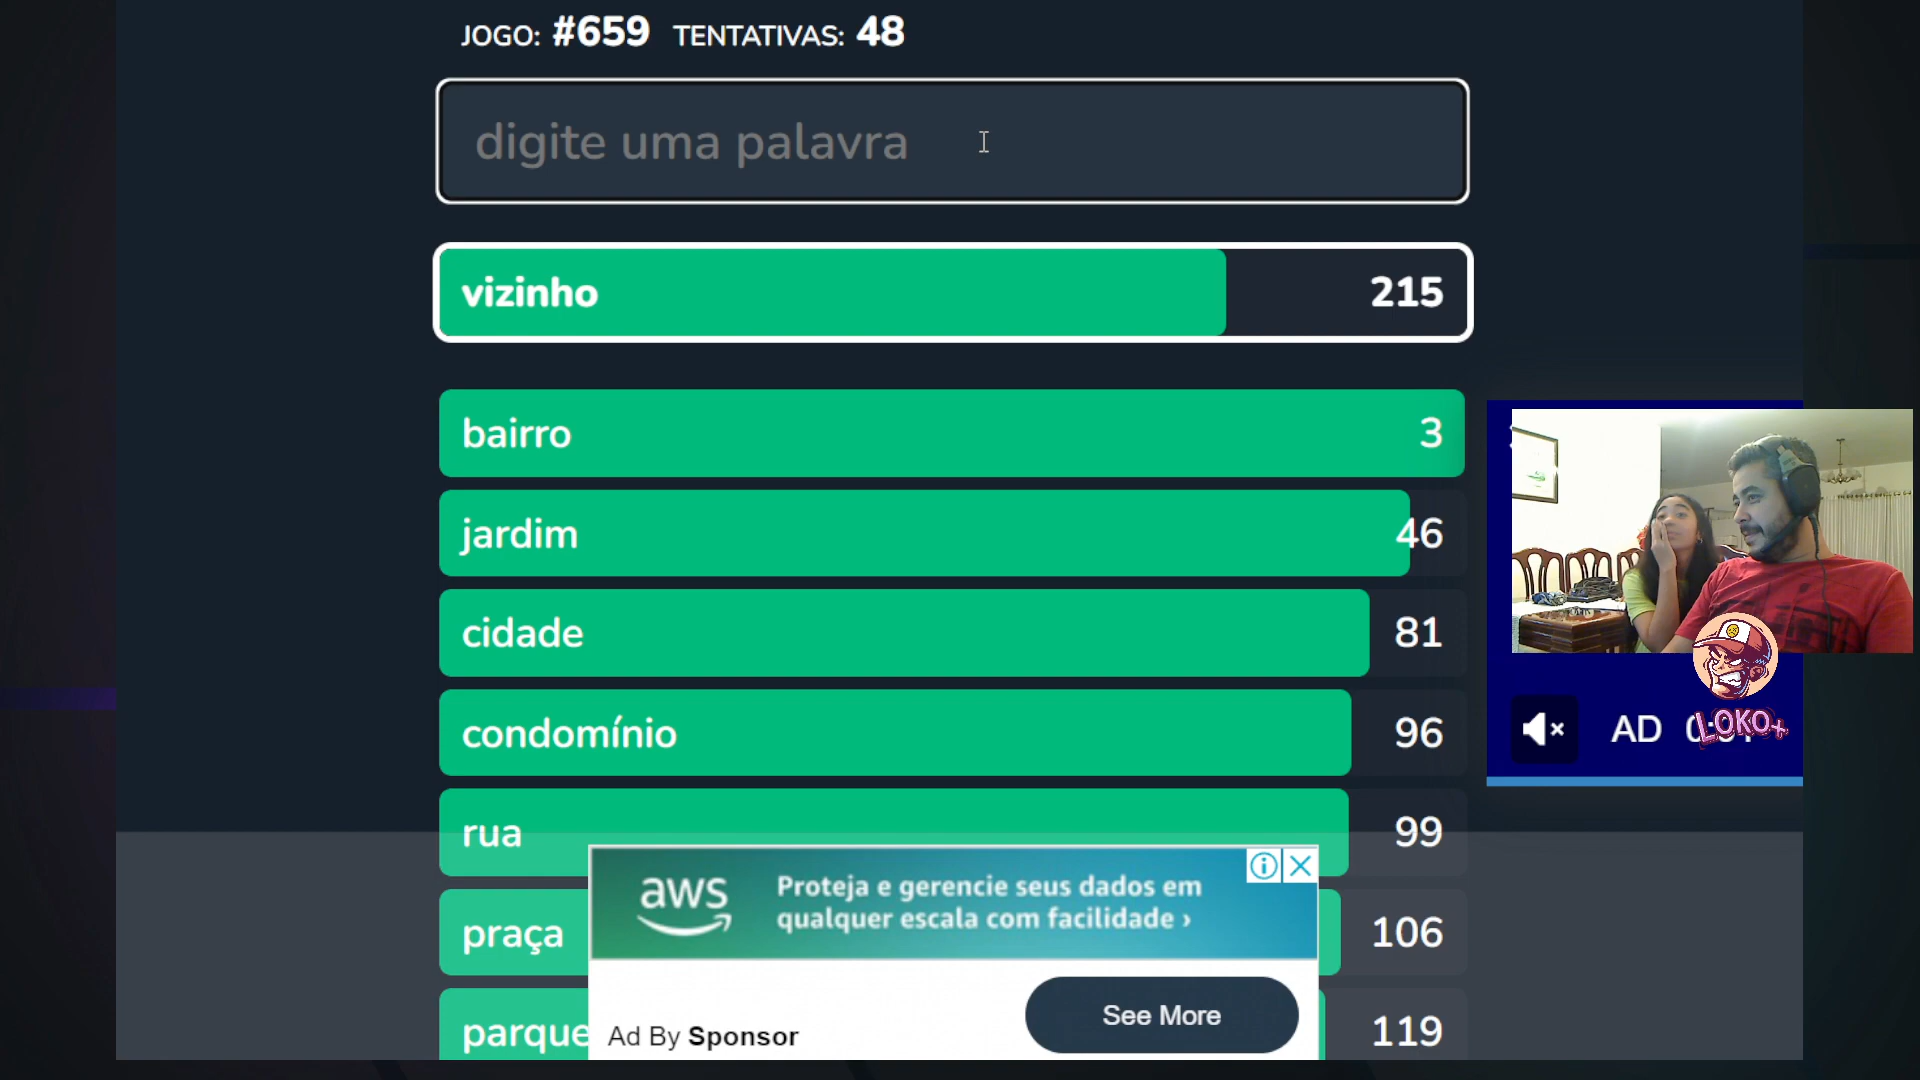 JOGO: #659 TENTATIVAS: 48
digite uma palavra
vizinho 215
bairro 3
jardim 46
cidade 81
condomínio 96
rua 99
praça 106
parque 119
aws
Proteja e gerencie seus dados em
qualquer escala com facilidade ›
Ad By Sponsor
See More
AD
LOKO+